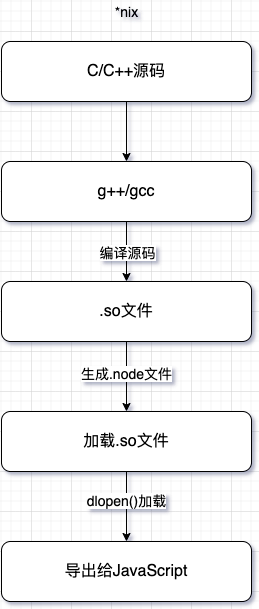 *nix
C/C++源码
g++/gcc
编译源码
.so文件
生成.node文件
加载.so文件
dlopen()加载
导出给JavaScript